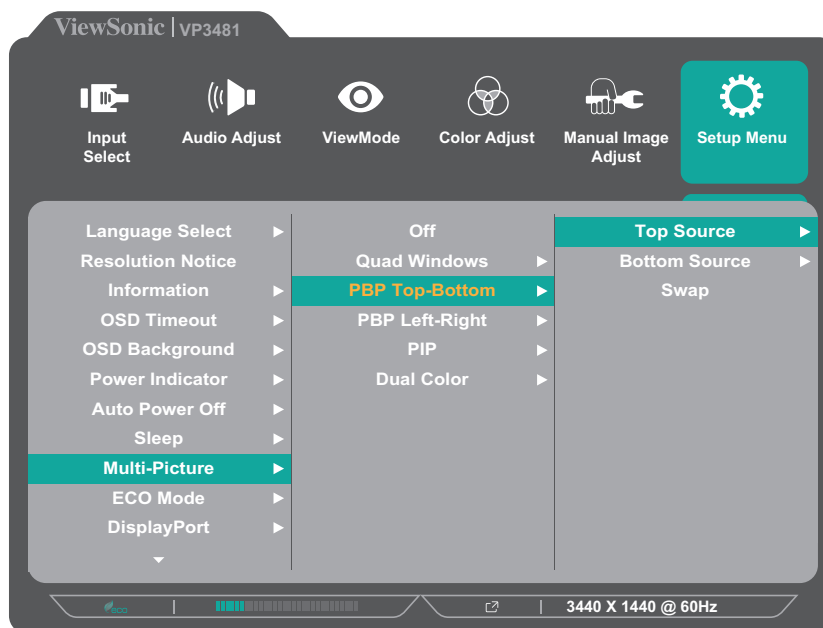 ViewSonic | VP3481
Input Select
Audio Adjust
ViewMode
Color Adjust
Manual Image Adjust
Setup Menu
Language Select
Resolution Notice
Information
OSD Timeout
OSD Background
Power Indicator
Auto Power Off
Sleep
Multi-Picture
ECO Mode
DisplayPort
Off
Quad Windows
PBP Top-Bottom
PBP Left-Right
PIP
Dual Color
Top Source
Bottom Source
Swap
eco
3440 X 1440 @ 60Hz